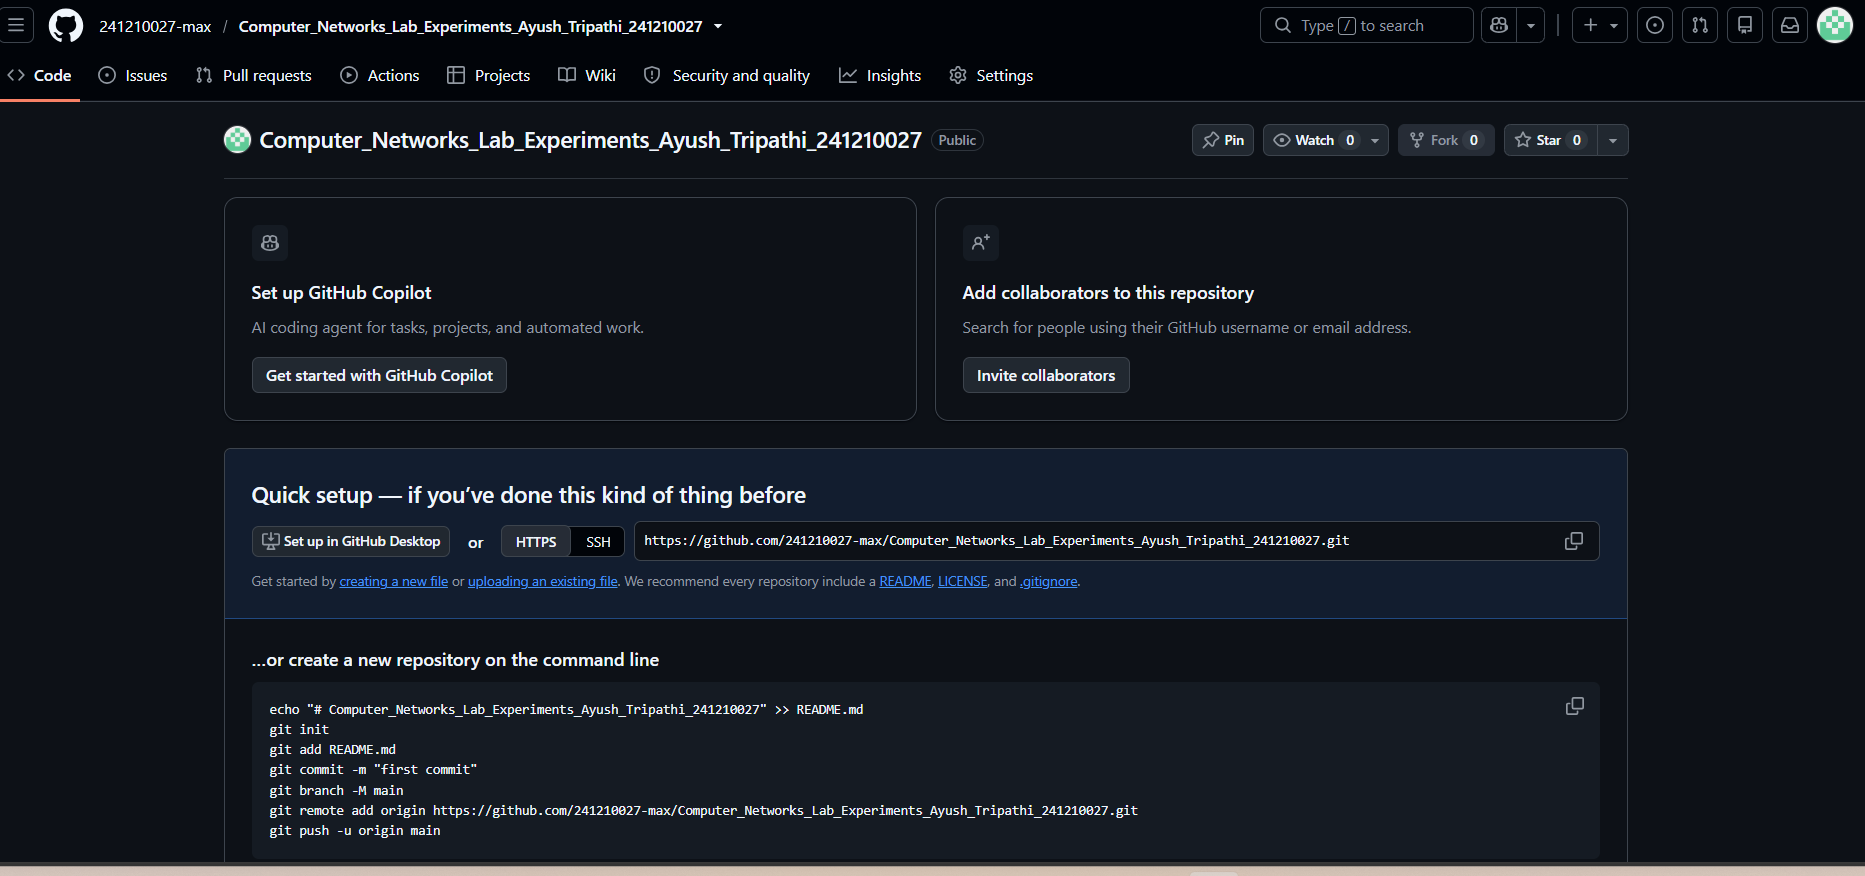 241210027-max / Computer_Networks_Lab_Experiments_Ayush_Tripathi_241210027
Type / to search
Code Issues Pull requests Actions Projects Wiki Security and quality Insights Settings
Computer_Networks_Lab_Experiments_Ayush_Tripathi_241210027 Public
Pin Watch 0 Fork 0 Star 0
Set up GitHub Copilot
AI coding agent for tasks, projects, and automated work.
Get started with GitHub Copilot
Add collaborators to this repository
Search for people using their GitHub username or email address.
Invite collaborators
Quick setup — if you’ve done this kind of thing before
Set up in GitHub Desktop or HTTPS SSH https://github.com/241210027-max/Computer_Networks_Lab_Experiments_Ayush_Tripathi_241210027.git
Get started by creating a new file or uploading an existing file. We recommend every repository include a README, LICENSE, and .gitignore.
…or create a new repository on the command line
echo "# Computer_Networks_Lab_Experiments_Ayush_Tripathi_241210027" >> README.md
git init
git add README.md
git commit -m "first commit"
git branch -M main
git remote add origin https://github.com/241210027-max/Computer_Networks_Lab_Experiments_Ayush_Tripathi_241210027.git
git push -u origin main